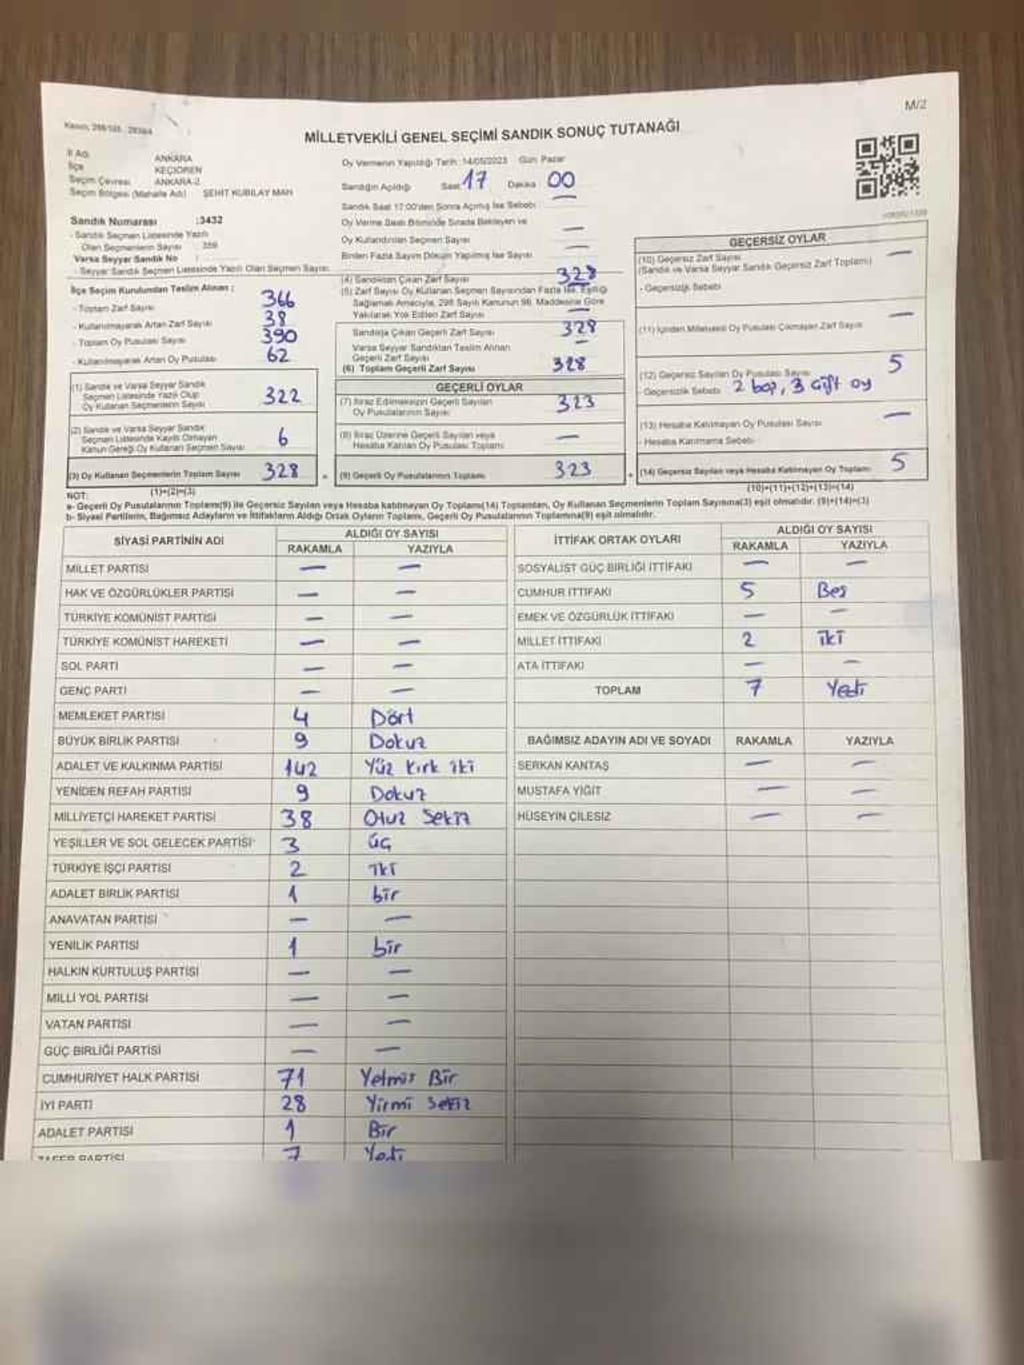 M/2
MİLLETVEKİLİ GENEL SEÇİMİ SANDIK SONUÇ TUTANAĞI
İl Adı ANKARA
İlçe KEÇİÖREN
Seçim Çevresi ANKARA-2
Seçim Bölgesi (Mahalle Adı) ŞEHİT KUBİLAY MAH
Oy Vermenin Yapıldığı Tarih :14/05/2023 Gün Pazar
Sandığın Açıldığı Saat 17 Dakika 00
Sandık Saat 17:00'den Sonra Açılmış İse Sebebi —
Oy Verme Saati Bitiminde Sırada Bekleyen ve
Oy Kullandırılan Seçmen Sayısı —
Birden Fazla Sayım Döküm Yapılmış İse Sayısı —
Sandık Numarası :3432
- Sandık Seçmen Listesinde Yazılı
Olan Seçmenlerin Sayısı : 359
Varsa Seyyar Sandık No :
- Seyyar Sandık Seçmen Listesinde Yazılı Olan Seçmen Sayısı:
İlçe Seçim Kurulundan Teslim Alınan :
- Toplam Zarf Sayısı 366
- Kullanılmayarak Artan Zarf Sayısı 38
- Toplam Oy Pusulası Sayısı 390
- Kullanılmayarak Artan Oy Pusulası 62
(1) Sandık ve Varsa Seyyar Sandık
Seçmen Listesinde Yazılı Olup
Oy Kullanan Seçmenlerin Sayısı 322
(2) Sandık ve Varsa Seyyar Sandık
Seçmen Listesinde Kayıtlı Olmayan
Kanun Gereği Oy Kullanan Seçmen Sayısı 6
(3) Oy Kullanan Seçmenlerin Toplam Sayısı 328
(1)+(2)=(3)
(4) Sandıktan Çıkan Zarf Sayısı 328
(5) Zarf Sayısı Oy Kullanan Seçmen Sayısından Fazla İse, Eşitliği
Sağlamak Amacıyla, 298 Sayılı Kanunun 98. Maddesine Göre
Yakılarak Yok Edilen Zarf Sayısı —
Sandıkta Çıkan Geçerli Zarf Sayısı 328
Varsa Seyyar Sandıktan Teslim Alınan
Geçerli Zarf Sayısı —
(6) Toplam Geçerli Zarf Sayısı 328
GEÇERLİ OYLAR
(7) İtiraz Edilmeksizin Geçerli Sayılan
Oy Pusulalarının Sayısı 323
(8) İtiraz Üzerine Geçerli Sayılan veya
Hesaba Katılan Oy Pusulası Toplamı —
(9) Geçerli Oy Pusulalarının Toplamı 323
GEÇERSİZ OYLAR
(10) Geçersiz Zarf Sayısı —
(Sandık ve Varsa Seyyar Sandık Geçersiz Zarf Toplamı)
- Geçersizlik Sebebi
(11) İçinden Milletvekili Oy Pusulası Çıkmayan Zarf Sayısı —
(12) Geçersiz Sayılan Oy Pusulası Sayısı 5
- Geçersizlik Sebebi 2 boş, 3 çift oy
(13) Hesaba Katılmayan Oy Pusulası Sayısı —
- Hesaba Katılmama Sebebi
(14) Geçersiz Sayılan veya Hesaba Katılmayan Oy Toplamı 5
(10)+(11)+(12)+(13)=(14)
NOT:
a- Geçerli Oy Pusulalarının Toplamı(9) ile Geçersiz Sayılan veya Hesaba katılmayan Oy Toplamı(14) Toplamları, Oy Kullanan Seçmenlerin Toplam Sayısına(3) eşit olmalıdır. (9)+(14)=(3)
b- Siyasi Partilerin, Bağımsız Adayların ve İttifakların Aldığı Ortak Oyların Toplamı, Geçerli Oy Pusulalarının Toplamına(9) eşit olmalıdır.
SİYASİ PARTİNİN ADI ALDIĞI OY SAYISI
RAKAMLA YAZIYLA
MİLLET PARTİSİ — —
HAK VE ÖZGÜRLÜKLER PARTİSİ — —
TÜRKİYE KOMÜNİST PARTİSİ — —
TÜRKİYE KOMÜNİST HAREKETİ — —
SOL PARTİ — —
GENÇ PARTİ — —
MEMLEKET PARTİSİ 4 Dört
BÜYÜK BİRLİK PARTİSİ 9 Dokuz
ADALET VE KALKINMA PARTİSİ 142 Yüz kırk iki
YENİDEN REFAH PARTİSİ 9 Dokuz
MİLLİYETÇİ HAREKET PARTİSİ 38 Otuz Sekiz
YEŞİLLER VE SOL GELECEK PARTİSİ 3 üç
TÜRKİYE İŞÇİ PARTİSİ 2 iki
ADALET BİRLİK PARTİSİ 1 bir
ANAVATAN PARTİSİ — —
YENİLİK PARTİSİ 1 bir
HALKIN KURTULUŞ PARTİSİ — —
MİLLİ YOL PARTİSİ — —
VATAN PARTİSİ — —
GÜÇ BİRLİĞİ PARTİSİ — —
CUMHURİYET HALK PARTİSİ 71 Yetmiş Bir
İYİ PARTİ 28 Yirmi Sekiz
ADALET PARTİSİ 1 Bir
ZAFER PARTİSİ 7 Yedi
İTTİFAK ORTAK OYLARI ALDIĞI OY SAYISI
RAKAMLA YAZIYLA
SOSYALİST GÜÇ BİRLİĞİ İTTİFAKI — —
CUMHUR İTTİFAKI 5 Beş
EMEK VE ÖZGÜRLÜK İTTİFAKI — —
MİLLET İTTİFAKI 2 iki
ATA İTTİFAKI — —
TOPLAM 7 Yedi
BAĞIMSIZ ADAYIN ADI VE SOYADI RAKAMLA YAZIYLA
SERKAN KANTAŞ — —
MUSTAFA YİĞİT — —
HÜSEYİN ÇİLESİZ — —